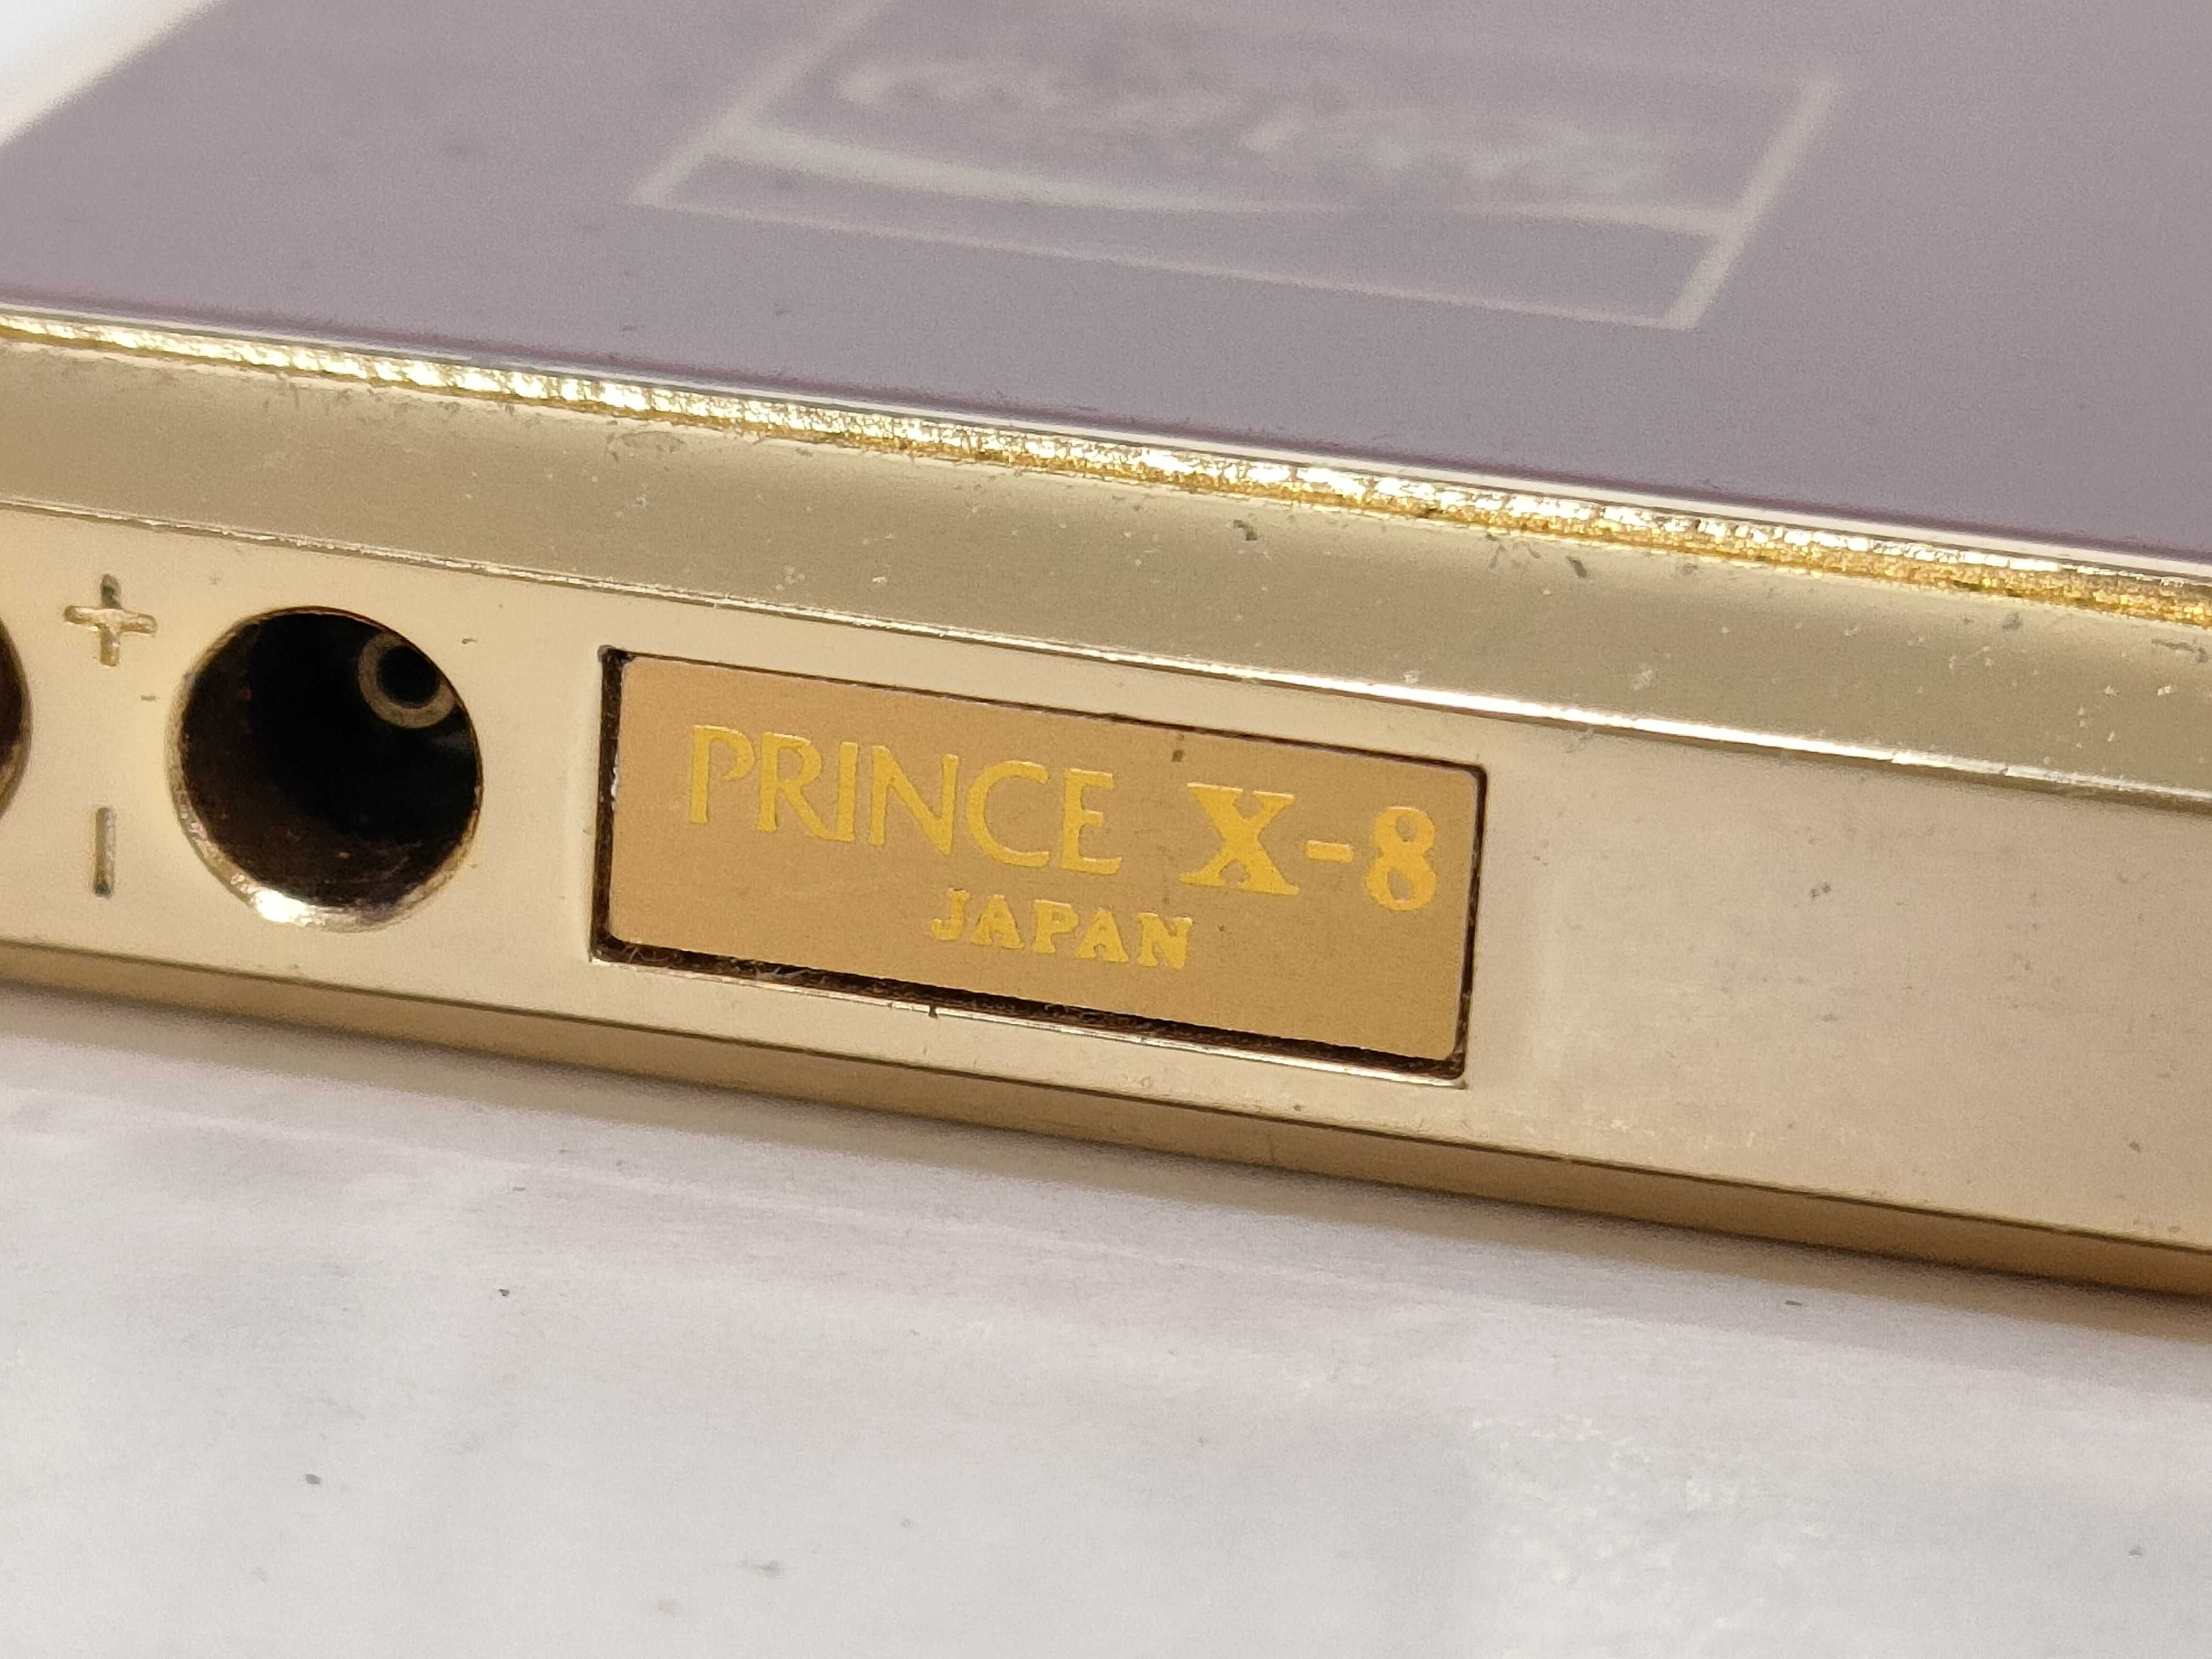 +
-
PRINCE X-8
JAPAN